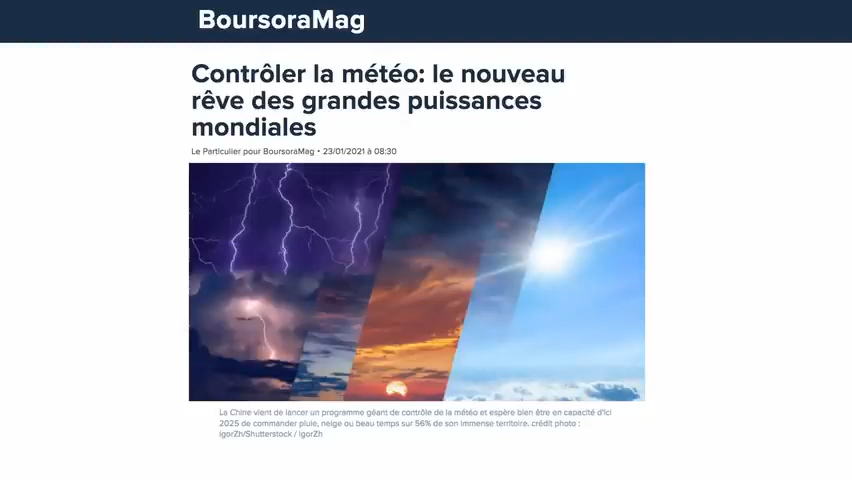 BoursoraMag
Contrôler la météo: le nouveau
rêve des grandes puissances
mondiales
Le Particulier pour BoursoraMag • 23/01/2021 à 08:30
La Chine vient de lancer un programme géant de contrôle de la météo et espère bien être en capacité d'ici
2025 de commander pluie, neige ou beau temps sur 56% de son immense territoire. crédit photo :
igorZh/Shutterstock / igorZh